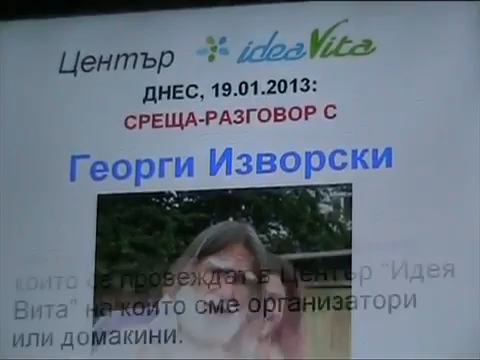 Център ideaVita
ДНЕС, 19.01.2013:
СРЕЩА-РАЗГОВОР С
Георги Изворски
които се провеждат в Център "Идея
Вита" на които сме организатори
или домакини.